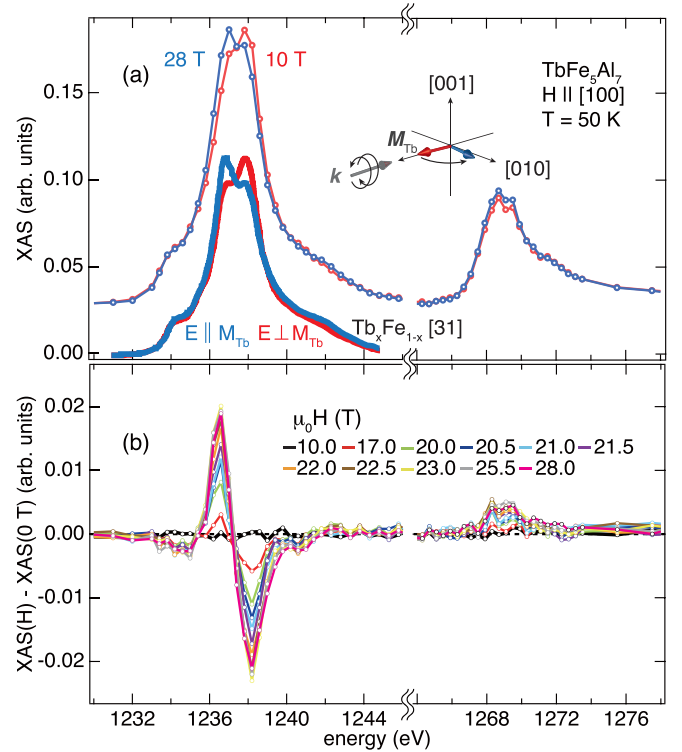 (a)
28 T 10 T
TbFe5Al7
H || [100]
T = 50 K
[001]
MTb
k
[010]
XAS (arb. units)
0.15
0.10
0.05
0.00
E || MTb E⊥MTb
TbxFe1-x [31]
(b)
μ0H (T)
10.0 17.0 20.0 20.5 21.0 21.5
22.0 22.5 23.0 25.5 28.0
XAS(H) - XAS(0 T) (arb. units)
0.02
0.01
0.00
-0.01
-0.02
1232 1236 1240 1244 1268 1272 1276
energy (eV)